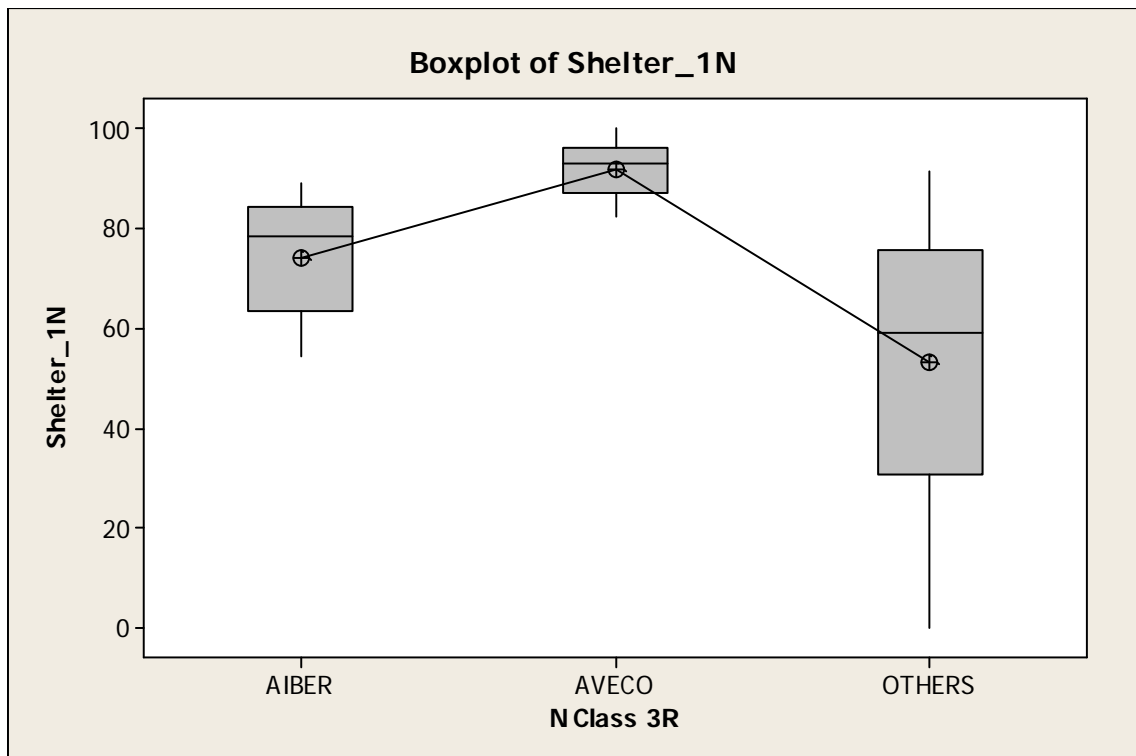 Boxplot of Shelter_1N
100
80
60
40
20
0
Shelter_1N
AIBER AVECO OTHERS
N Class 3R